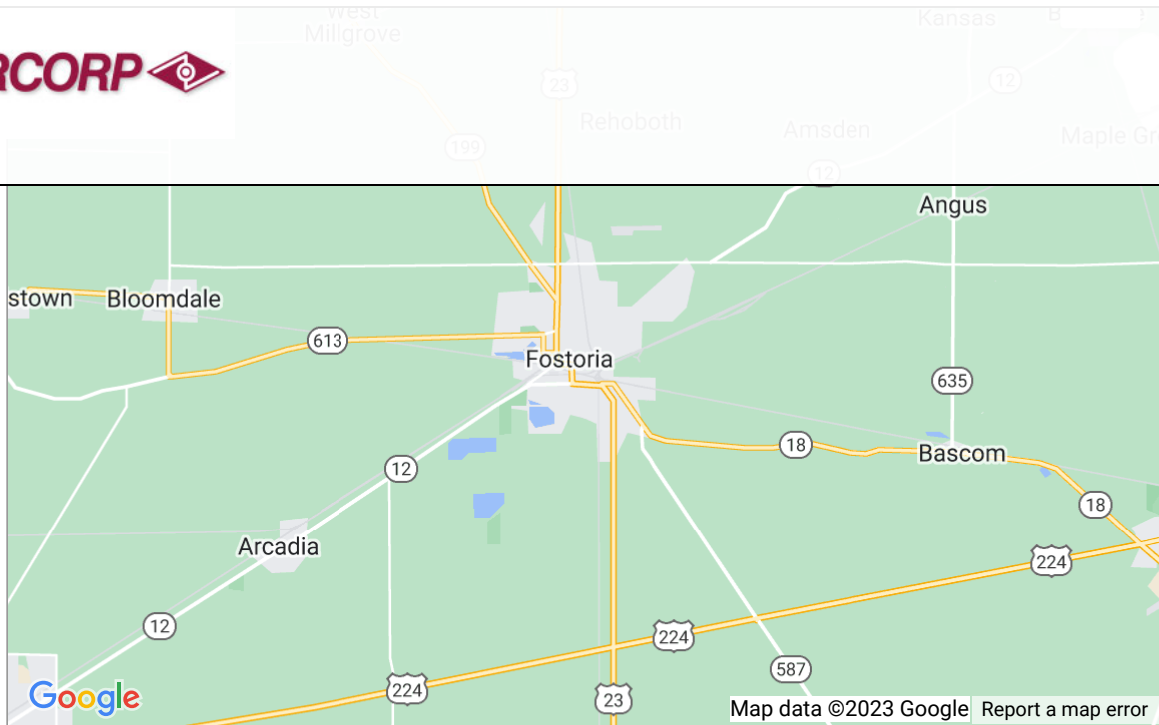 West
Millgrove
Kansas
RCORP
23
12
Rehoboth
Amsden
199
Maple Gr
12
Angus
stown
Bloomdale
613
Fostoria
635
18
Bascom
12
18
Arcadia
224
12
224
587
224
23
Google
Map data ©2023 Google
Report a map error